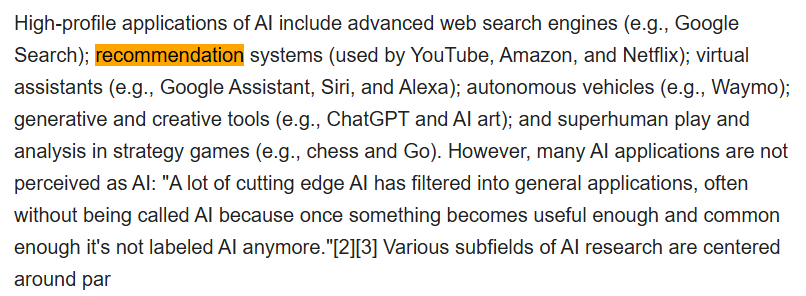 High-profile applications of AI include advanced web search engines (e.g., Google
Search); recommendation systems (used by YouTube, Amazon, and Netflix); virtual
assistants (e.g., Google Assistant, Siri, and Alexa); autonomous vehicles (e.g., Waymo);
generative and creative tools (e.g., ChatGPT and AI art); and superhuman play and
analysis in strategy games (e.g., chess and Go). However, many AI applications are not
perceived as AI: "A lot of cutting edge AI has filtered into general applications, often
without being called AI because once something becomes useful enough and common
enough it's not labeled AI anymore."[2][3] Various subfields of AI research are centered
around par